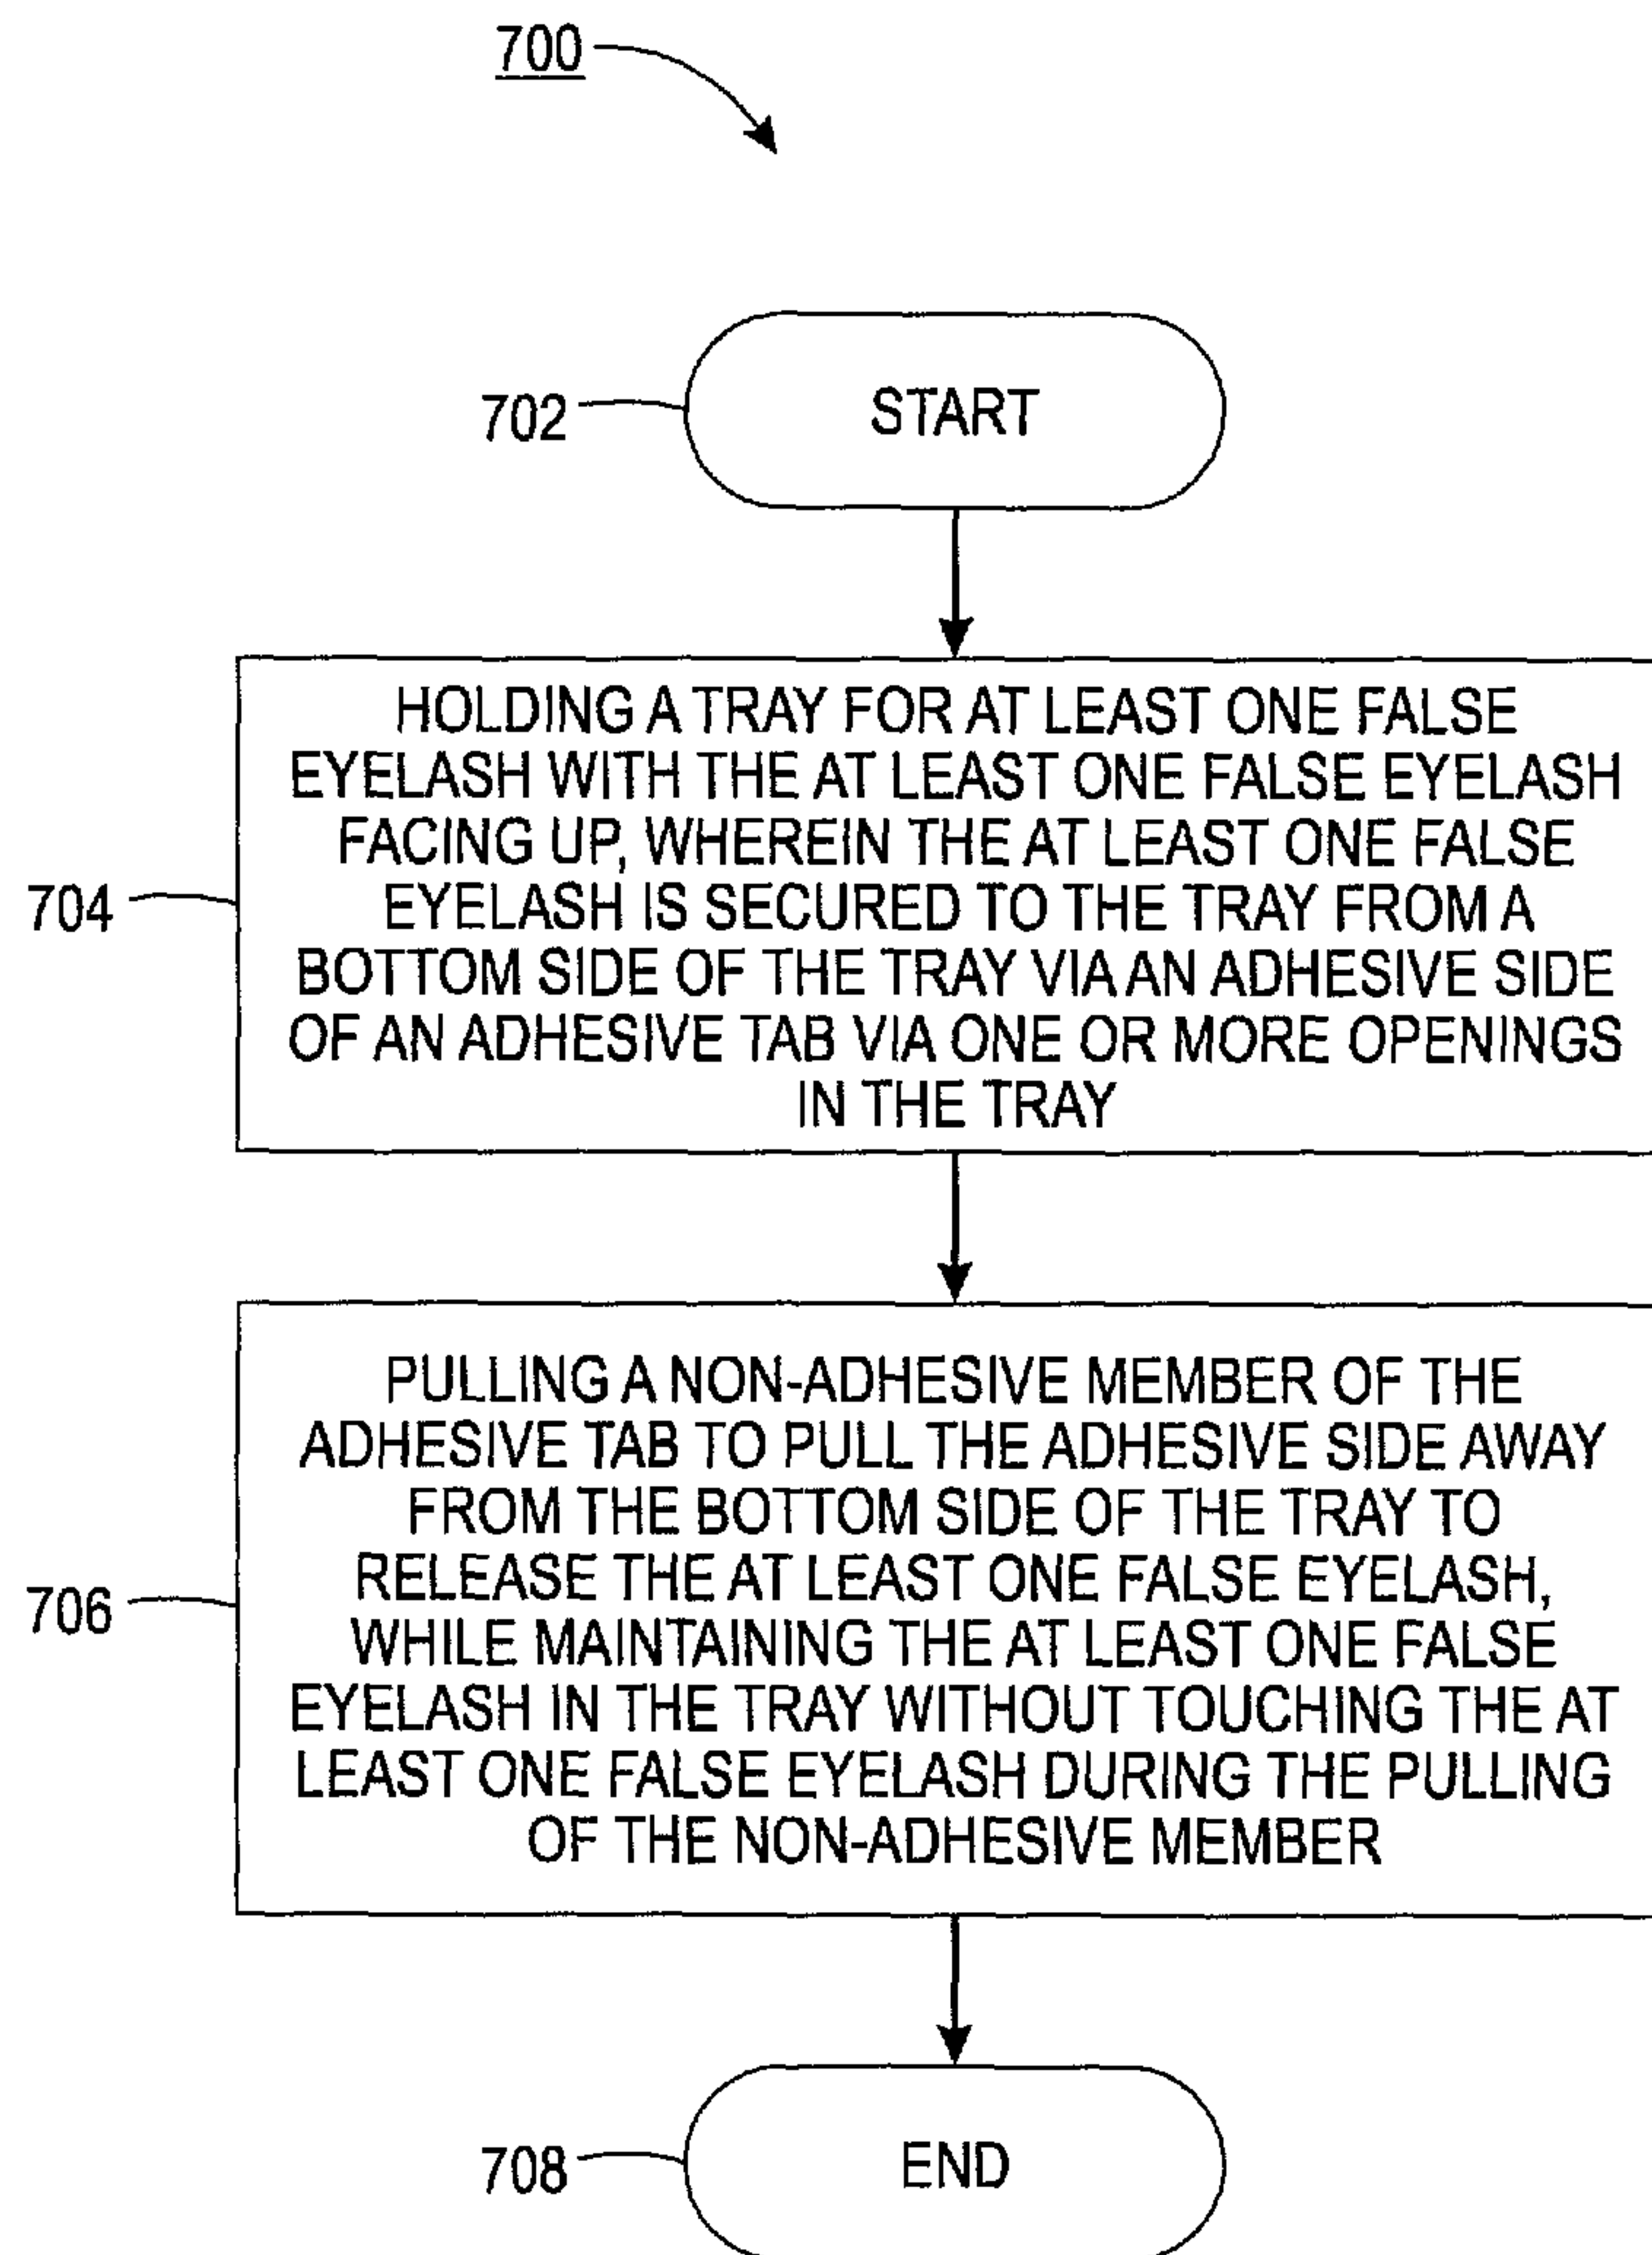 700
702
START
704
HOLDING A TRAY FOR AT LEAST ONE FALSE
EYELASH WITH THE AT LEAST ONE FALSE EYELASH
FACING UP, WHEREIN THE AT LEAST ONE FALSE
EYELASH IS SECURED TO THE TRAY FROM A
BOTTOM SIDE OF THE TRAY VIA AN ADHESIVE SIDE
OF AN ADHESIVE TAB VIA ONE OR MORE OPENINGS
IN THE TRAY
706
PULLING A NON-ADHESIVE MEMBER OF THE
ADHESIVE TAB TO PULL THE ADHESIVE SIDE AWAY
FROM THE BOTTOM SIDE OF THE TRAY TO
RELEASE THE AT LEAST ONE FALSE EYELASH,
WHILE MAINTAINING THE AT LEAST ONE FALSE
EYELASH IN THE TRAY WITHOUT TOUCHING THE AT
LEAST ONE FALSE EYELASH DURING THE PULLING
OF THE NON-ADHESIVE MEMBER
708
END